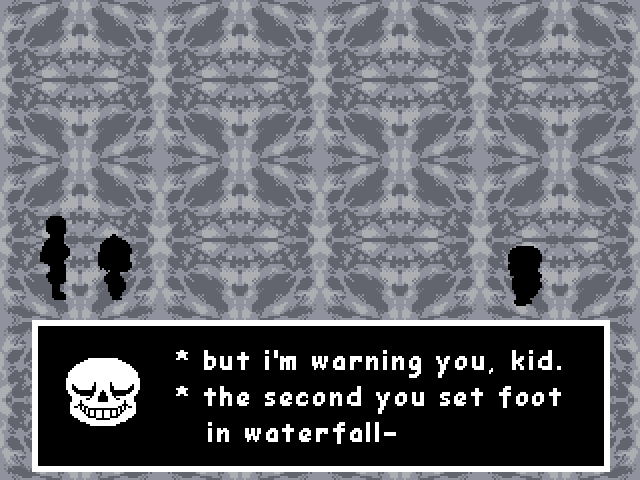 * but i'm warning you, kid.
* the second you set foot
in waterfall-